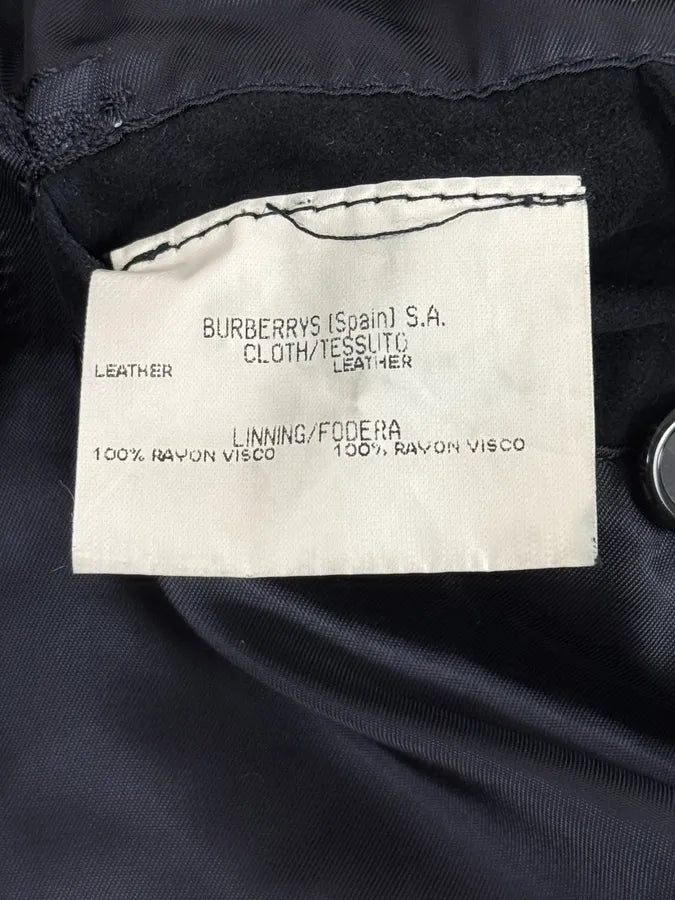 BURBERRYS (Spain) S.A.
CLOTH/TESSUTO
LEATHER LEATHER
LINNING/FODERA
100% RAYON VISCO 100% RAYON VISCO